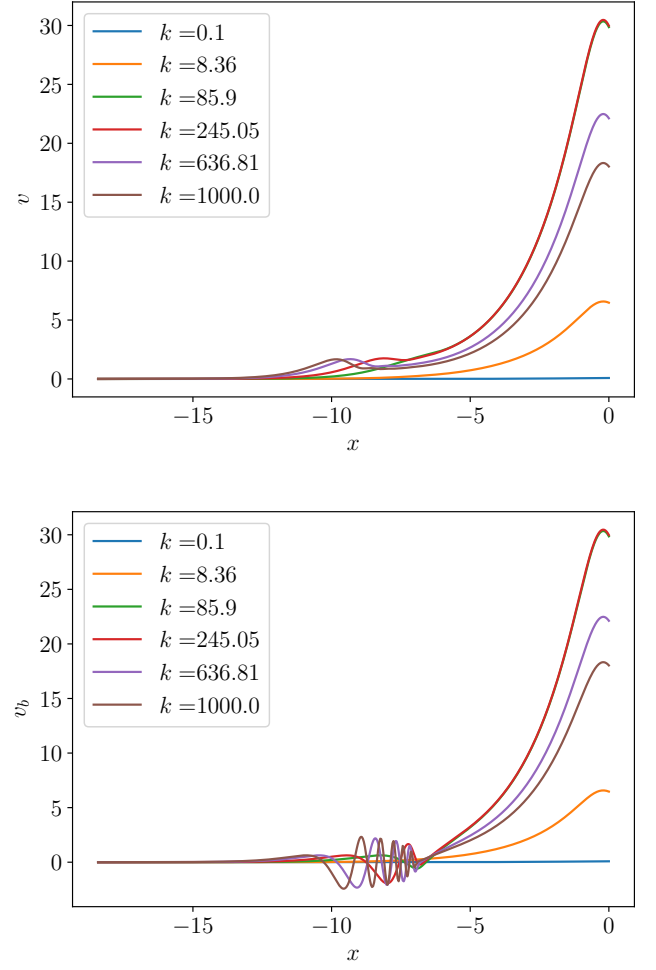 30
25
20
15
10
5
0
v
k =0.1
k =8.36
k =85.9
k =245.05
k =636.81
k =1000.0
−15
−10
−5
0
x
30
25
20
15
10
5
0
v_b
k =0.1
k =8.36
k =85.9
k =245.05
k =636.81
k =1000.0
−15
−10
−5
0
x